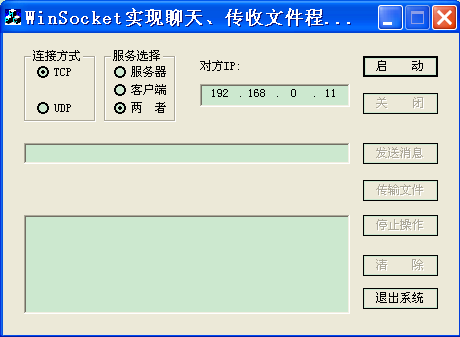 WinSocket实现聊天、传收文件程...
连接方式
TCP
UDP
服务选择
服务器
客户端
两 者
对方IP:
192 . 168 . 0 . 11
启 动
关 闭
发送消息
传输文件
停止操作
清 除
退出系统